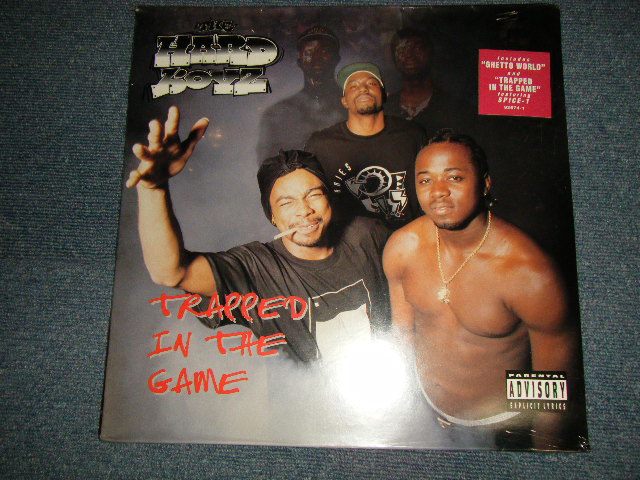 THE
HARD
BOYZ
Includes
"GHETTO WORLD"
and
"TRAPPED
IN THE GAME"
featuring
SPICE-1
ARIES
TRAPPED
IN THE
GAME
PARENTAL
ADVISORY
EXPLICIT LYRICS